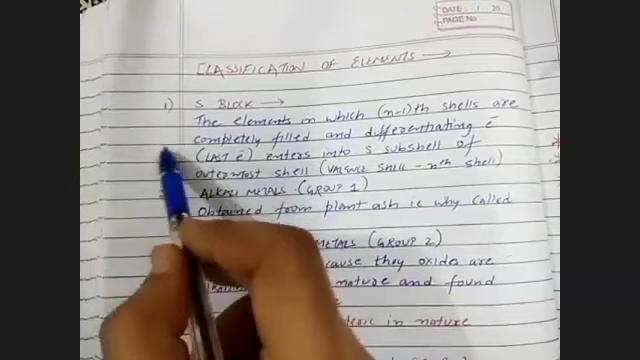 DATE: / 20
PAGE No
CLASSIFICATION OF ELEMENTS →
1) S BLOCK →
The elements in which (n-1)th shells are
completely filled and differentiating ē
(LAST ē) enters into S subshell of
outermost shell (VALENCE SHELL - nth shell)
ALKALI METALS (GROUP 1)
Obtained from plant ash ie why called
METALS (GROUP 2)
cause they oxides are
nature and found
in nature